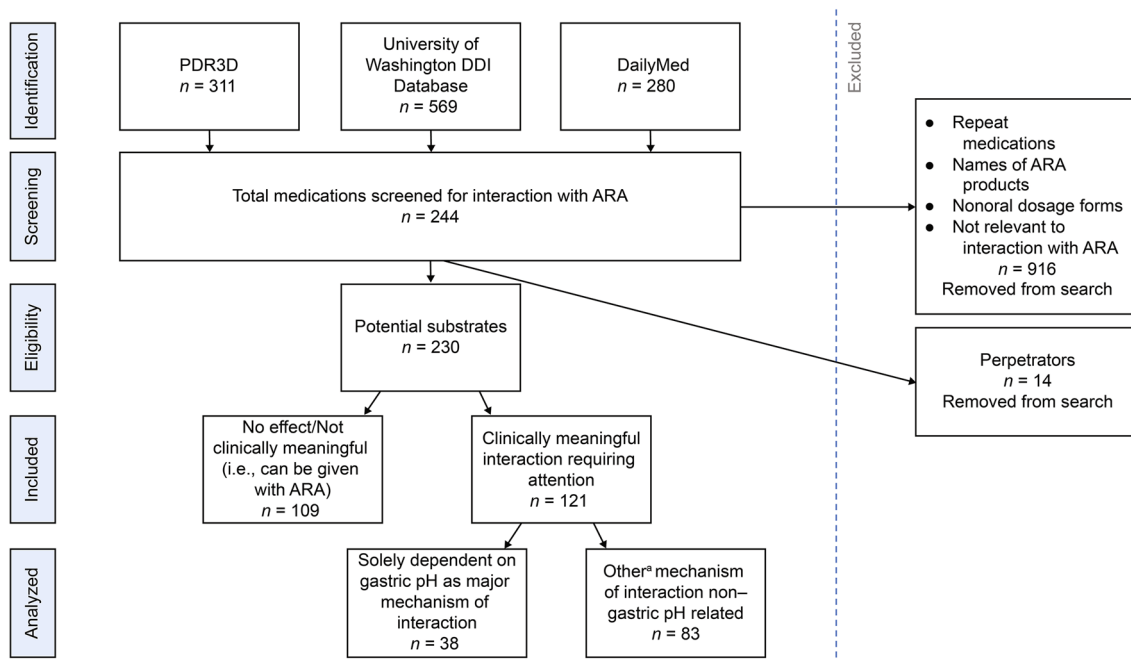 Identification
PDR3D
n = 311
University of
Washington DDI
Database
n = 569
DailyMed
n = 280
Excluded
Screening
Total medications screened for interaction with ARA
n = 244
● Repeat
medications
● Names of ARA
products
● Nonoral dosage forms
● Not relevant to
interaction with ARA
n = 916
Removed from search
Eligibility
Potential substrates
n = 230
Perpetrators
n = 14
Removed from search
Included
No effect/Not
clinically meaningful
(i.e., can be given
with ARA)
n = 109
Clinically meaningful
interaction requiring
attention
n = 121
Analyzed
Solely dependent on
gastric pH as major
mechanism of
interaction
n = 38
Otherᵃ mechanism
of interaction non–
gastric pH related
n = 83